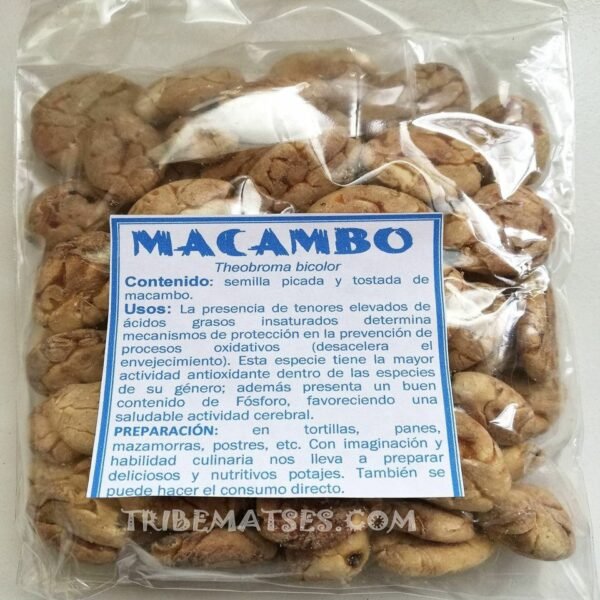 MACAMBO
Theobroma bicolor
Contenido: semilla picada y tostada de
macambo.
Usos: La presencia de tenores elevados de
ácidos grasos insaturados determina
mecanismos de protección en la prevención de
procesos oxidativos (desacelera el
envejecimiento). Esta especie tiene la mayor
actividad antioxidante dentro de las especies
de su género; además presenta un buen
contenido de Fósforo, favoreciendo una
saludable actividad cerebral.
PREPARACIÓN: en tortillas, panes,
mazamorras, postres, etc. Con imaginación y
habilidad culinaria nos lleva a preparar
deliciosos y nutritivos potajes. También se
puede hacer el consumo directo.
TRIBEMATSES.COM